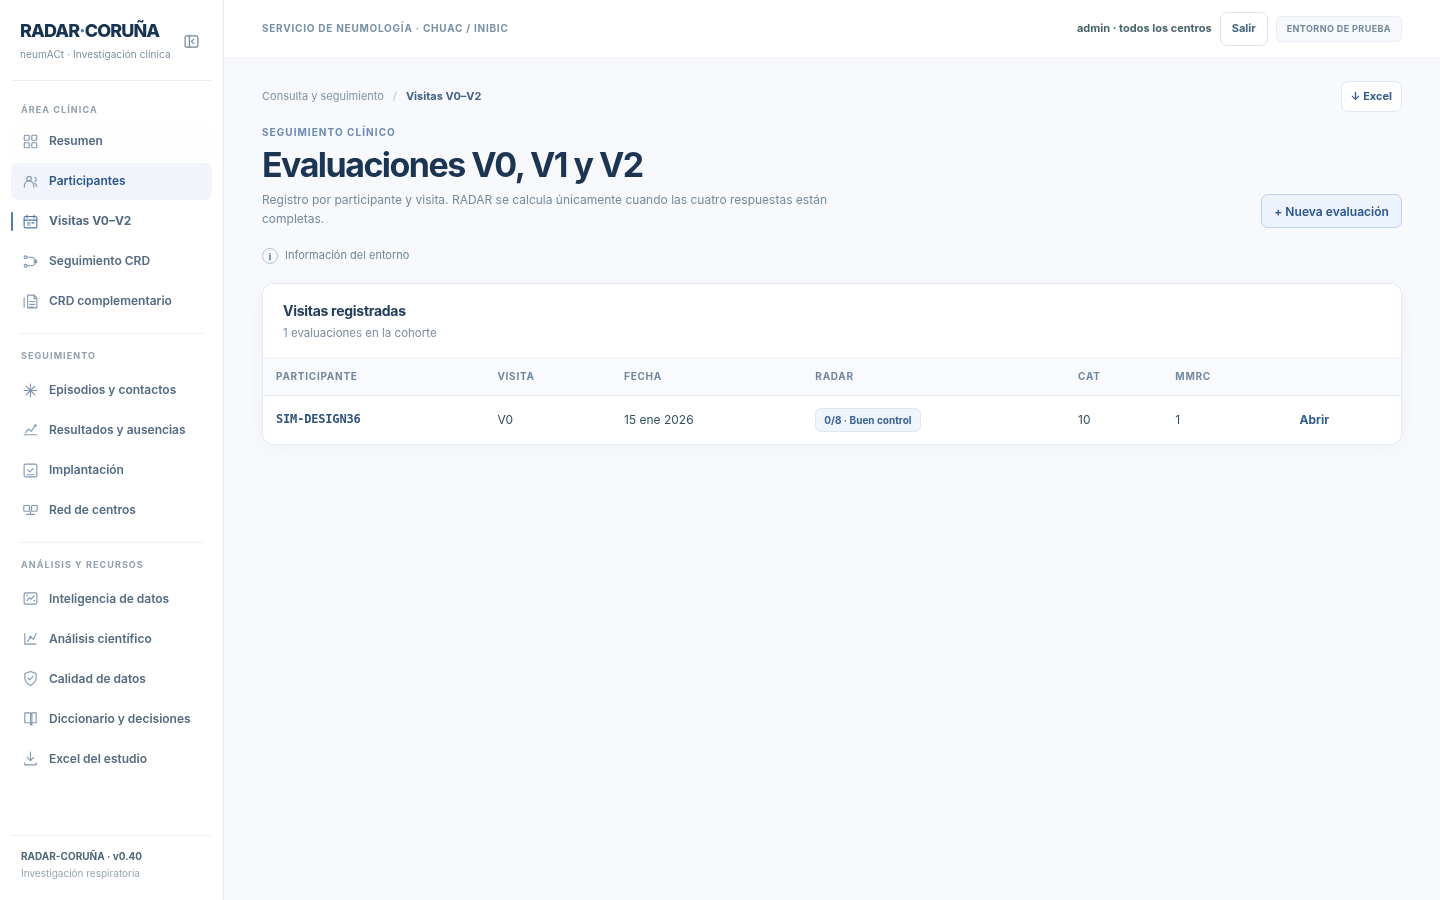 RADAR·CORUÑA
neumACt · Investigación clínica
ÁREA CLÍNICA
Resumen
Participantes
Visitas V0–V2
Seguimiento CRD
CRD complementario
SEGUIMIENTO
Episodios y contactos
Resultados y ausencias
Implantación
Red de centros
ANÁLISIS Y RECURSOS
Inteligencia de datos
Análisis científico
Calidad de datos
Diccionario y decisiones
Excel del estudio
RADAR-CORUÑA · v0.40
Investigación respiratoria
SERVICIO DE NEUMOLOGÍA · CHUAC / INIBIC
admin · todos los centros
Salir
ENTORNO DE PRUEBA
Consulta y seguimiento / Visitas V0–V2
↓ Excel
SEGUIMIENTO CLÍNICO
Evaluaciones V0, V1 y V2
Registro por participante y visita. RADAR se calcula únicamente cuando las cuatro respuestas están
completas.
+ Nueva evaluación
i Información del entorno
Visitas registradas
1 evaluaciones en la cohorte
PARTICIPANTE VISITA FECHA RADAR CAT MMRC
SIM-DESIGN36 V0 15 ene 2026 0/8 · Buen control 10 1 Abrir